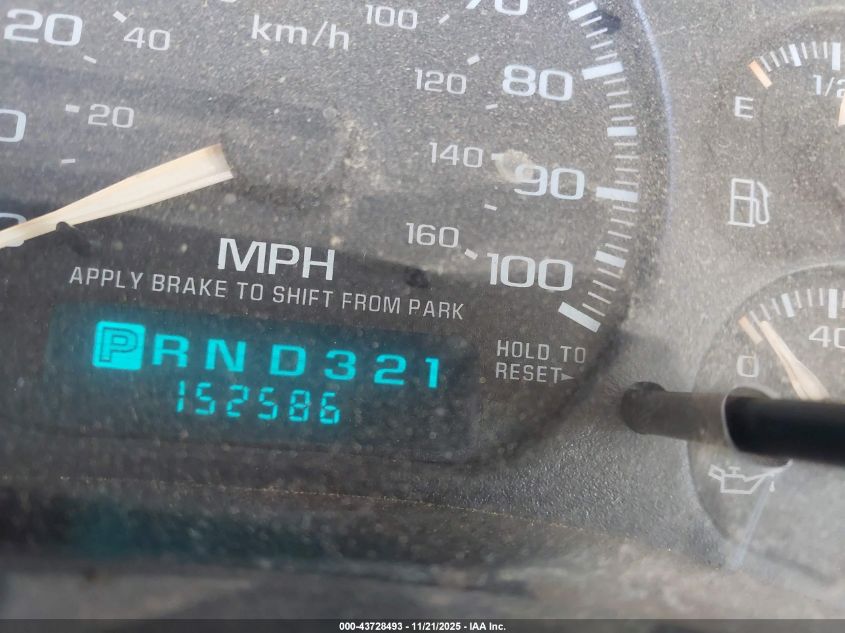 70
100
20
40
km/h
80
120
20
140
90
160
100
MPH
APPLY BRAKE TO SHIFT FROM PARK
PRND321
152586
HOLD TO
RESET
E
1/2
0
40
000-43728493 - 11/21/2025 - IAA Inc.